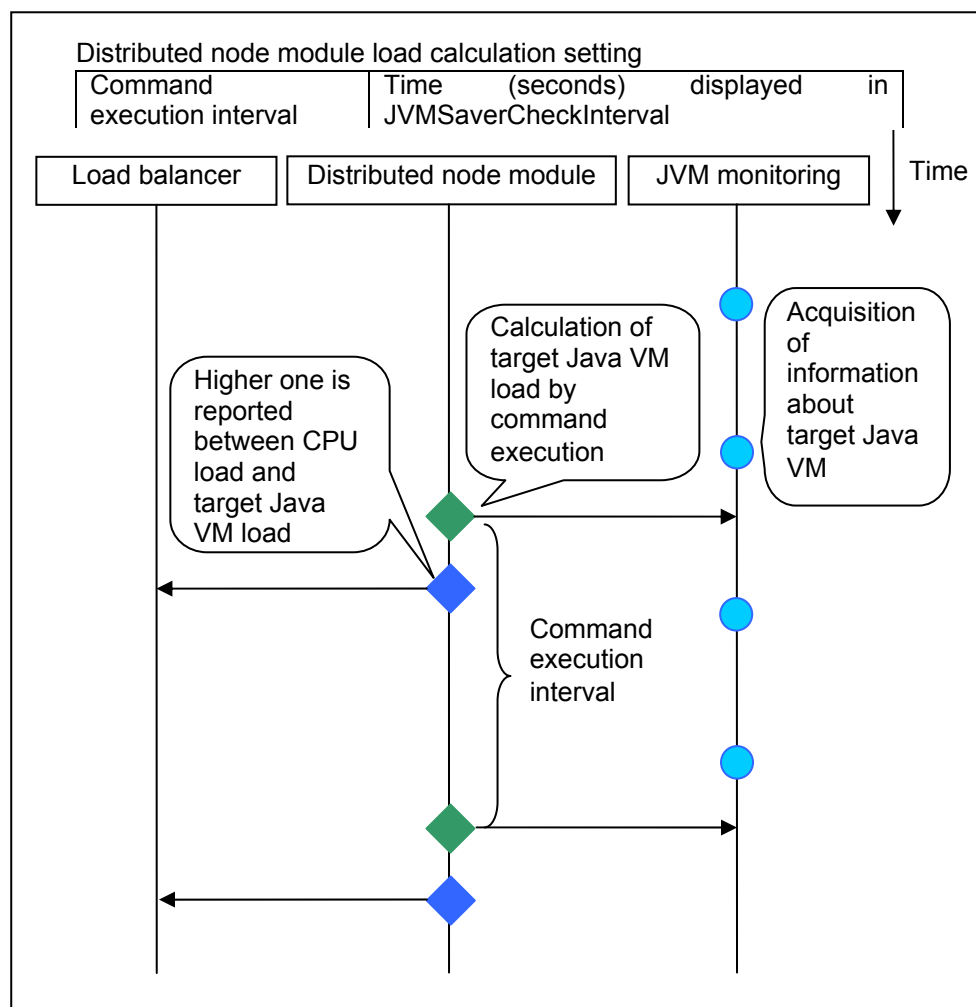 Distributed node module load calculation setting
Command
execution interval
Time (seconds) displayed in
JVMSaverCheckInterval
Time
Load balancer
Distributed node module
JVM monitoring
Acquisition
of
information
about
target Java
VM
Calculation of
target Java VM
load by
command
execution
Higher one is
reported
between CPU
load and
target Java
VM load
Command
execution
interval